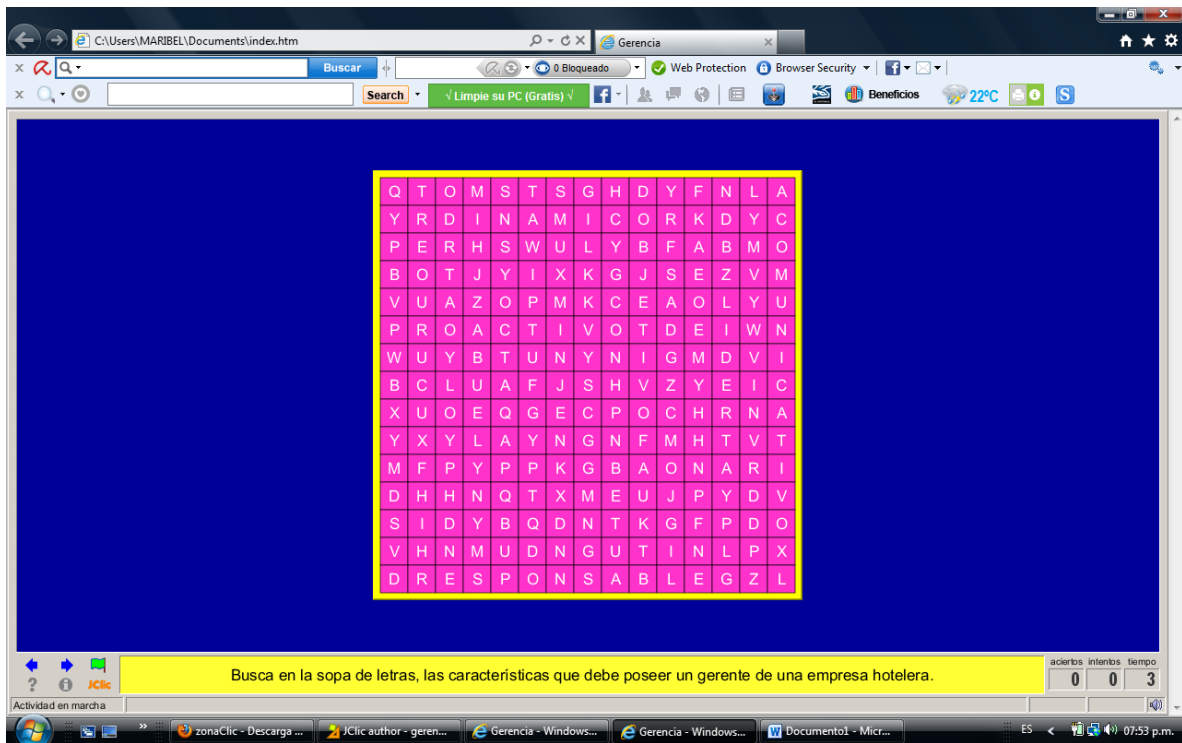 C:\Users\MARIBEL\Documents\index.htm
Gerencia
Buscar
0 Bloqueado
Web Protection
Browser Security
Search
√ Limpie su PC (Gratis) √
Beneficios
22ºC
Q T O M S T S G H D Y F N L A
Y R D I N A M I C O R K D Y C
P E R H S W U L Y B F A B M O
B O T J Y I X K G J S E Z V M
V U A Z O P M K C E A O L Y U
P R O A C T I V O T D E I W N
W U Y B T U N Y N I G M D V I
B C L U A F J S H V Z Y E I C
X U O E Q G E C P O C H R N A
Y X Y L A Y N G N F M H T V T
M F P Y P P K G B A O N A R I
D H H N Q T X M E U J P Y D V
S I D Y B Q D N T K G F P D O
V H N M U D N G U T I N L P X
D R E S P O N S A B L E G Z L
JClic
Busca en la sopa de letras, las características que debe poseer un gerente de una empresa hotelera.
aciertos intentos tiempo
0 0 3
Actividad en marcha
zonaClic - Descarga ...
JClic author - geren...
Gerencia - Windows...
Gerencia - Windows...
Documento1 - Micr...
ES
07:53 p.m.